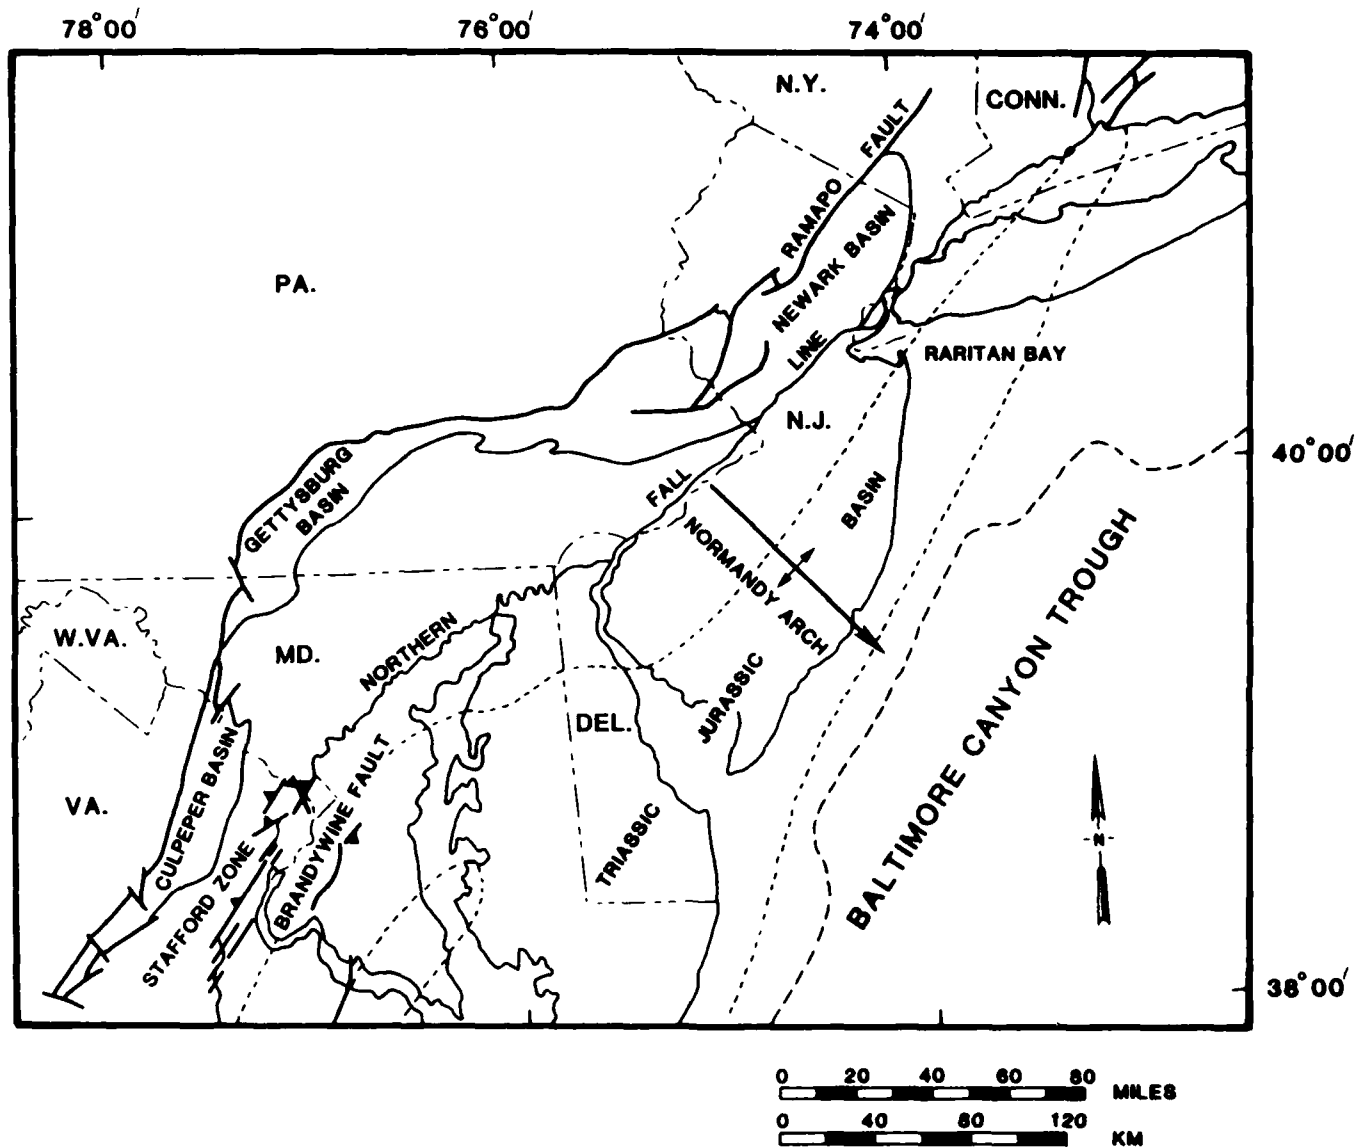 78°00′ 76°00′ 74°00′
N.Y.
CONN.
RAMAPO FAULT
NEWARK BASIN
PA.
RARITAN BAY
N.J.
40°00′
GETTYSBURG
BASIN
FALL LINE
NORMANDY ARCH
JURASSIC BASIN
BALTIMORE CANYON TROUGH
W.VA.
MD.
NORTHERN
DEL.
TRIASSIC
VA.
CULPEPER BASIN
STAFFORD ZONE
BRANDYWINE FAULT
N
38°00′
0 20 40 60 80
MILES
0 40 80 120
KM